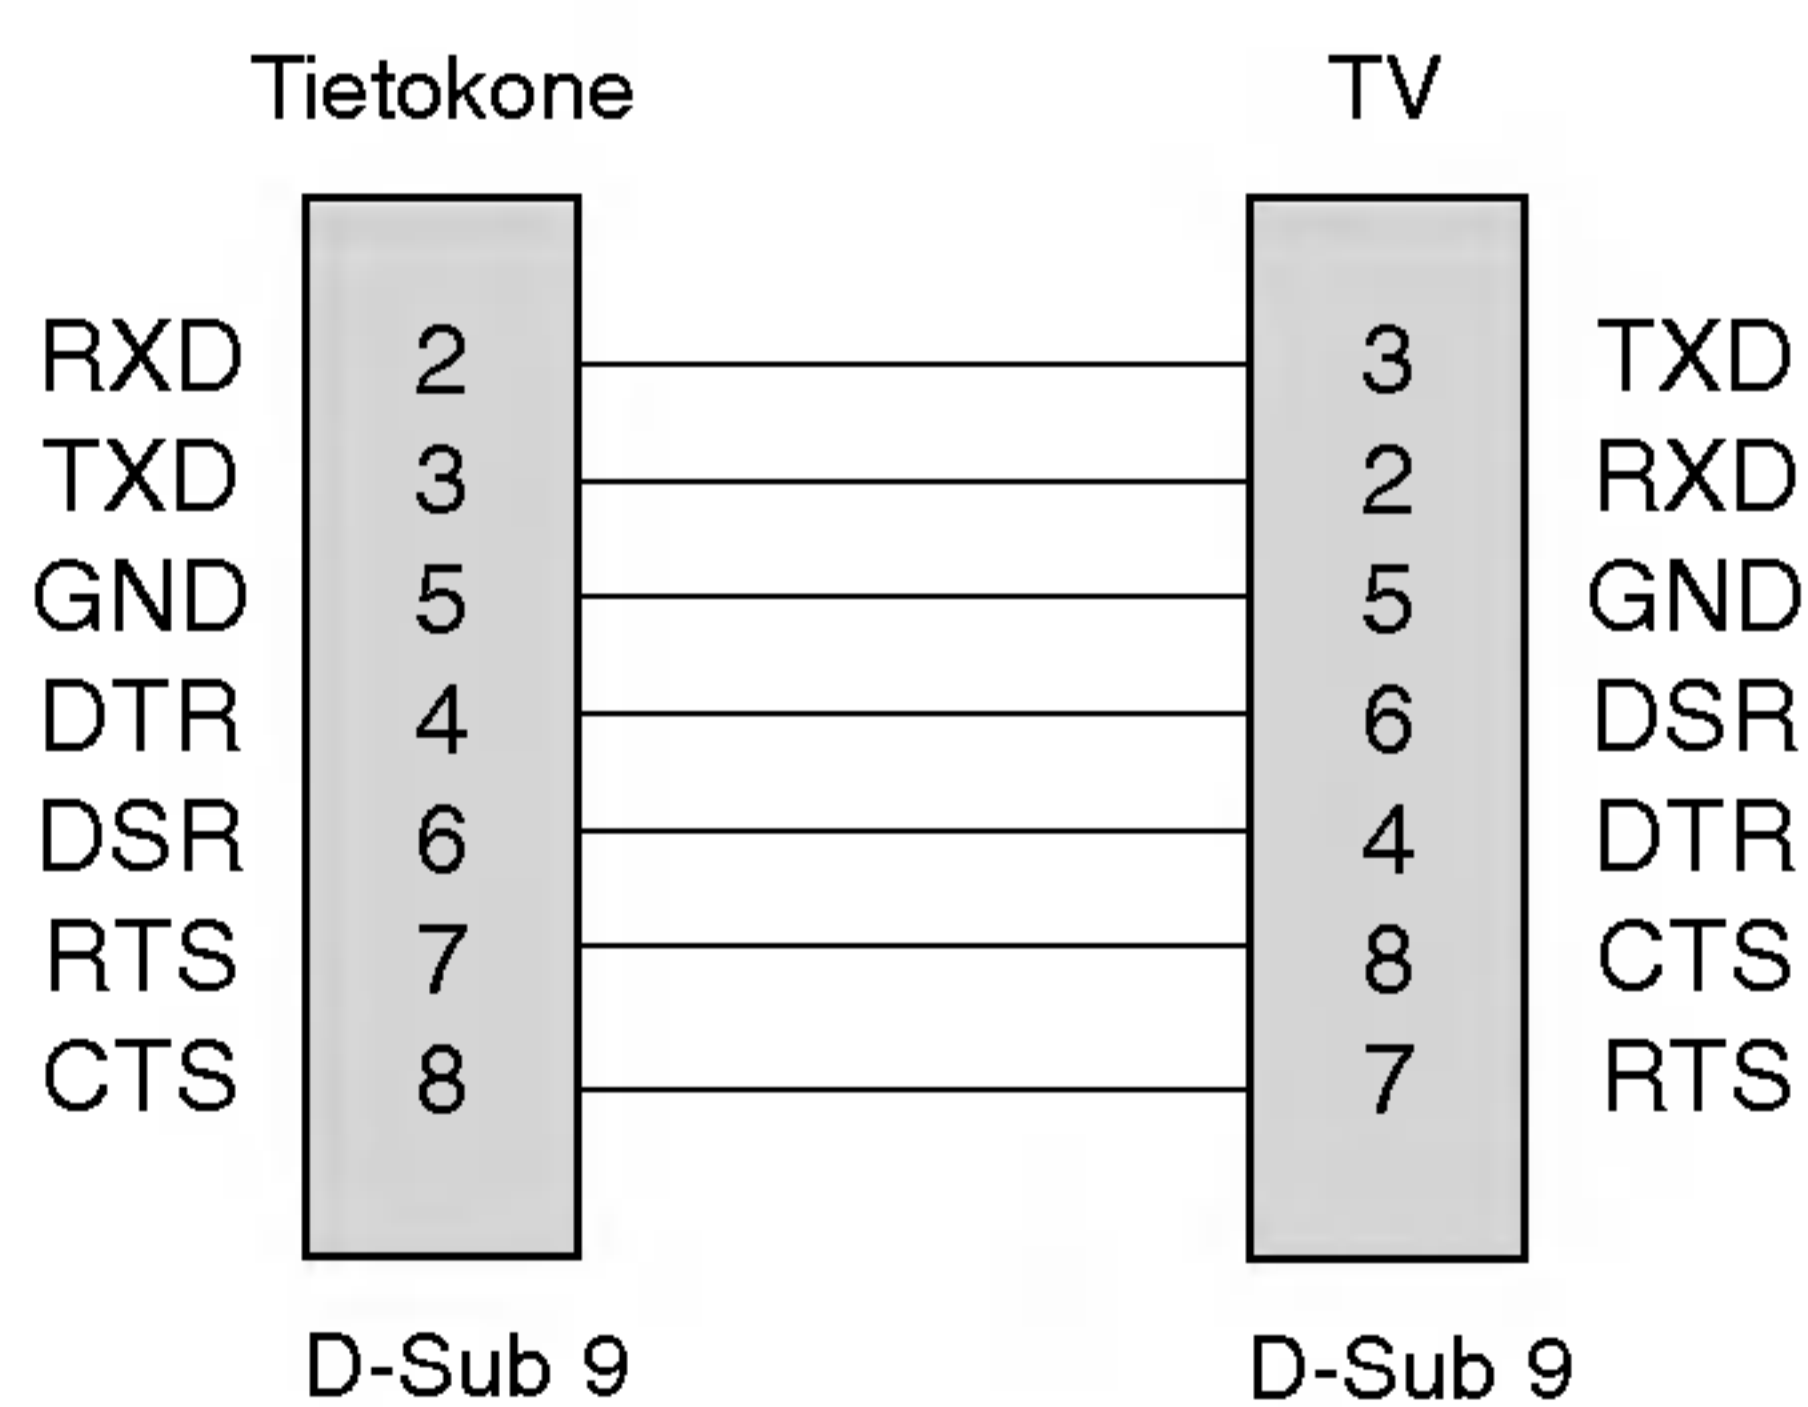 Tietokone TV
RXD 2 3 TXD
TXD 3 2 RXD
GND 5 5 GND
DTR 4 6 DSR
DSR 6 4 DTR
RTS 7 8 CTS
CTS 8 7 RTS
D-Sub 9 D-Sub 9